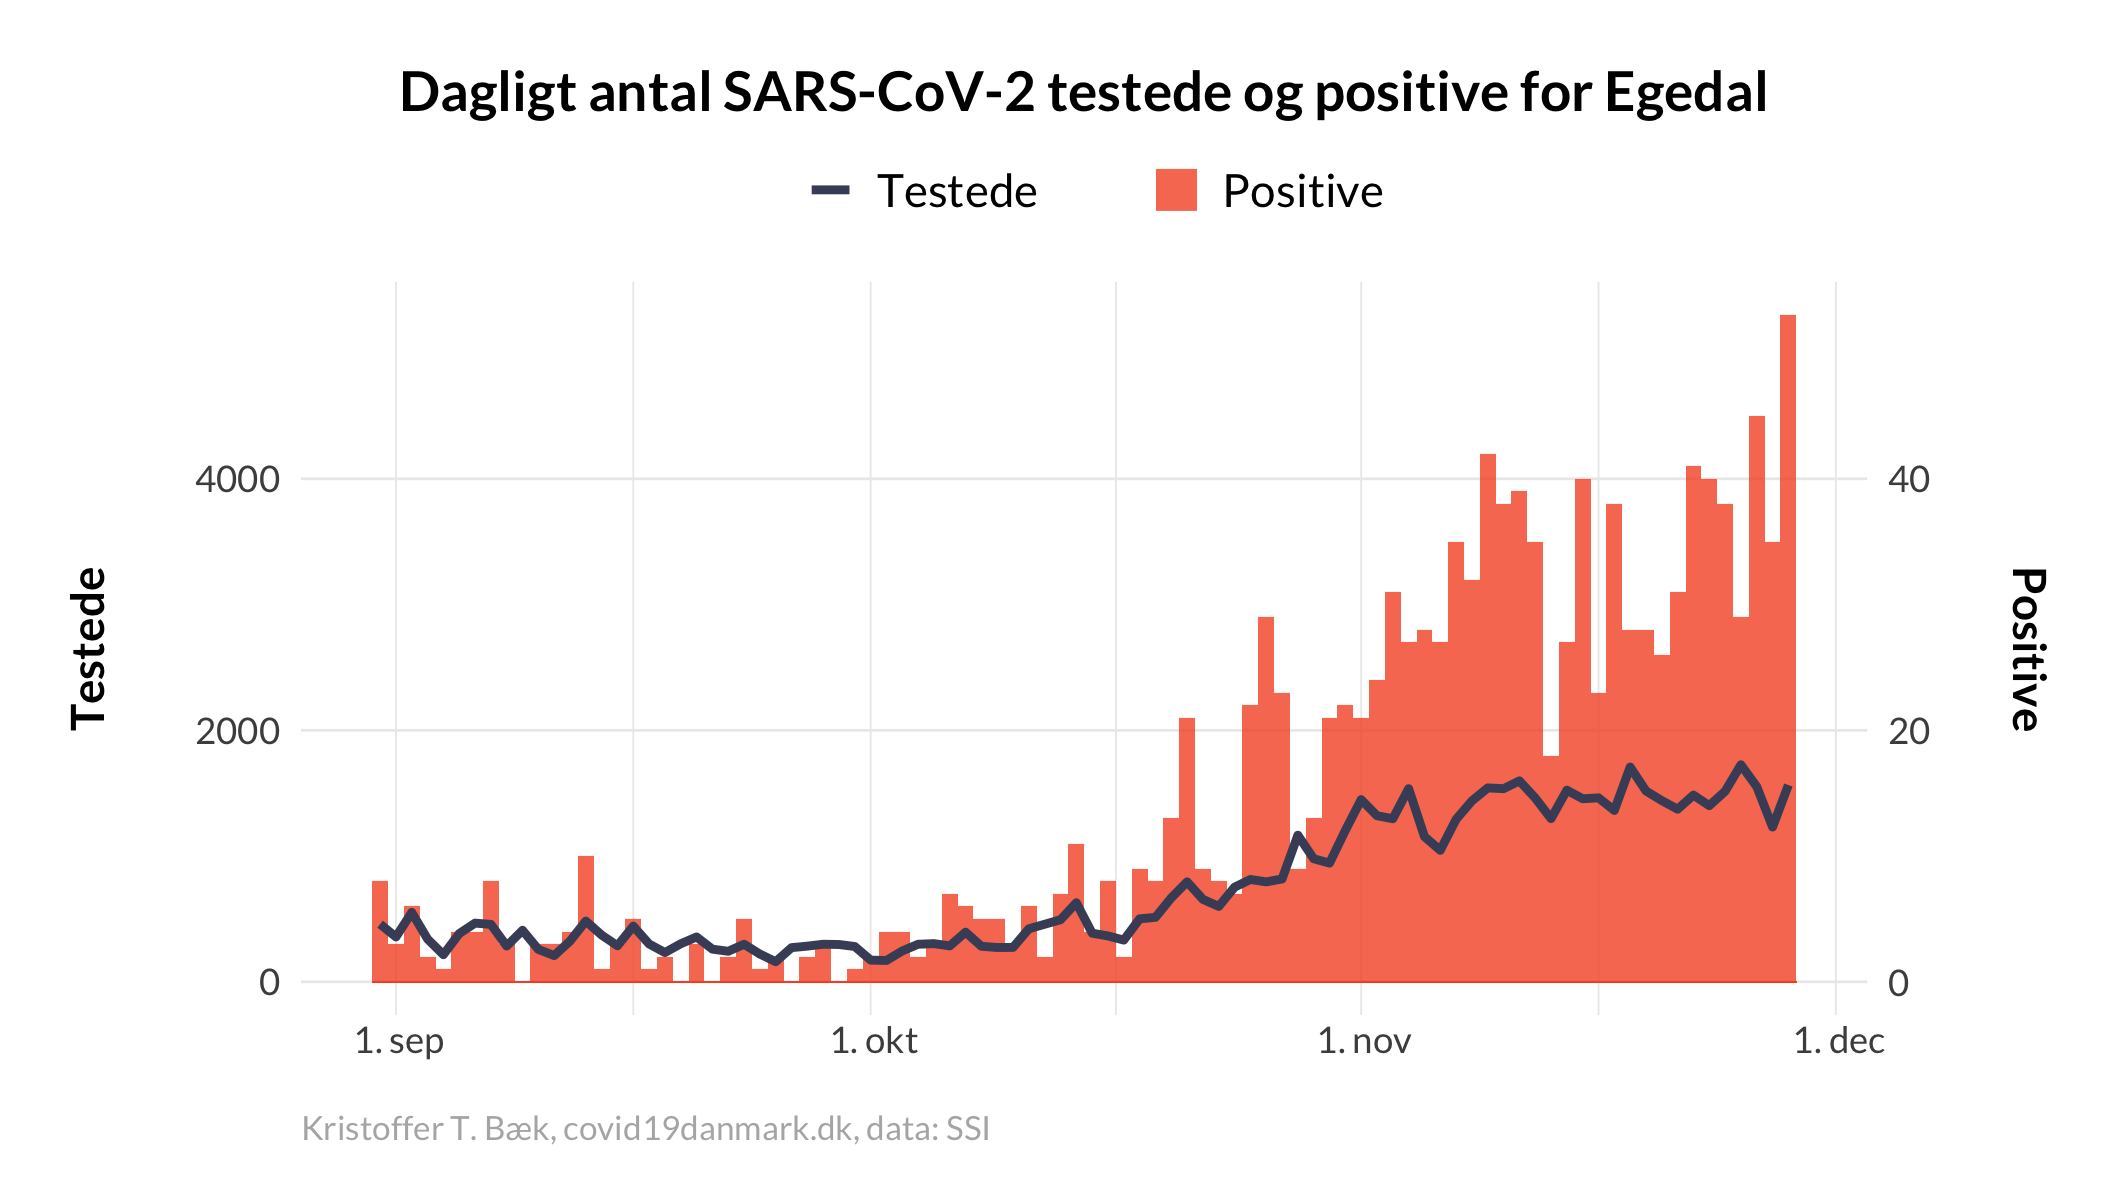 Dagligt antal SARS-CoV-2 testede og positive for Egedal
Testede
Positive
4000
2000
0
Testede
40
20
0
Positive
1. sep
1. okt
1. nov
1. dec
Kristoffer T. Bæk, covid19danmark.dk, data: SSI